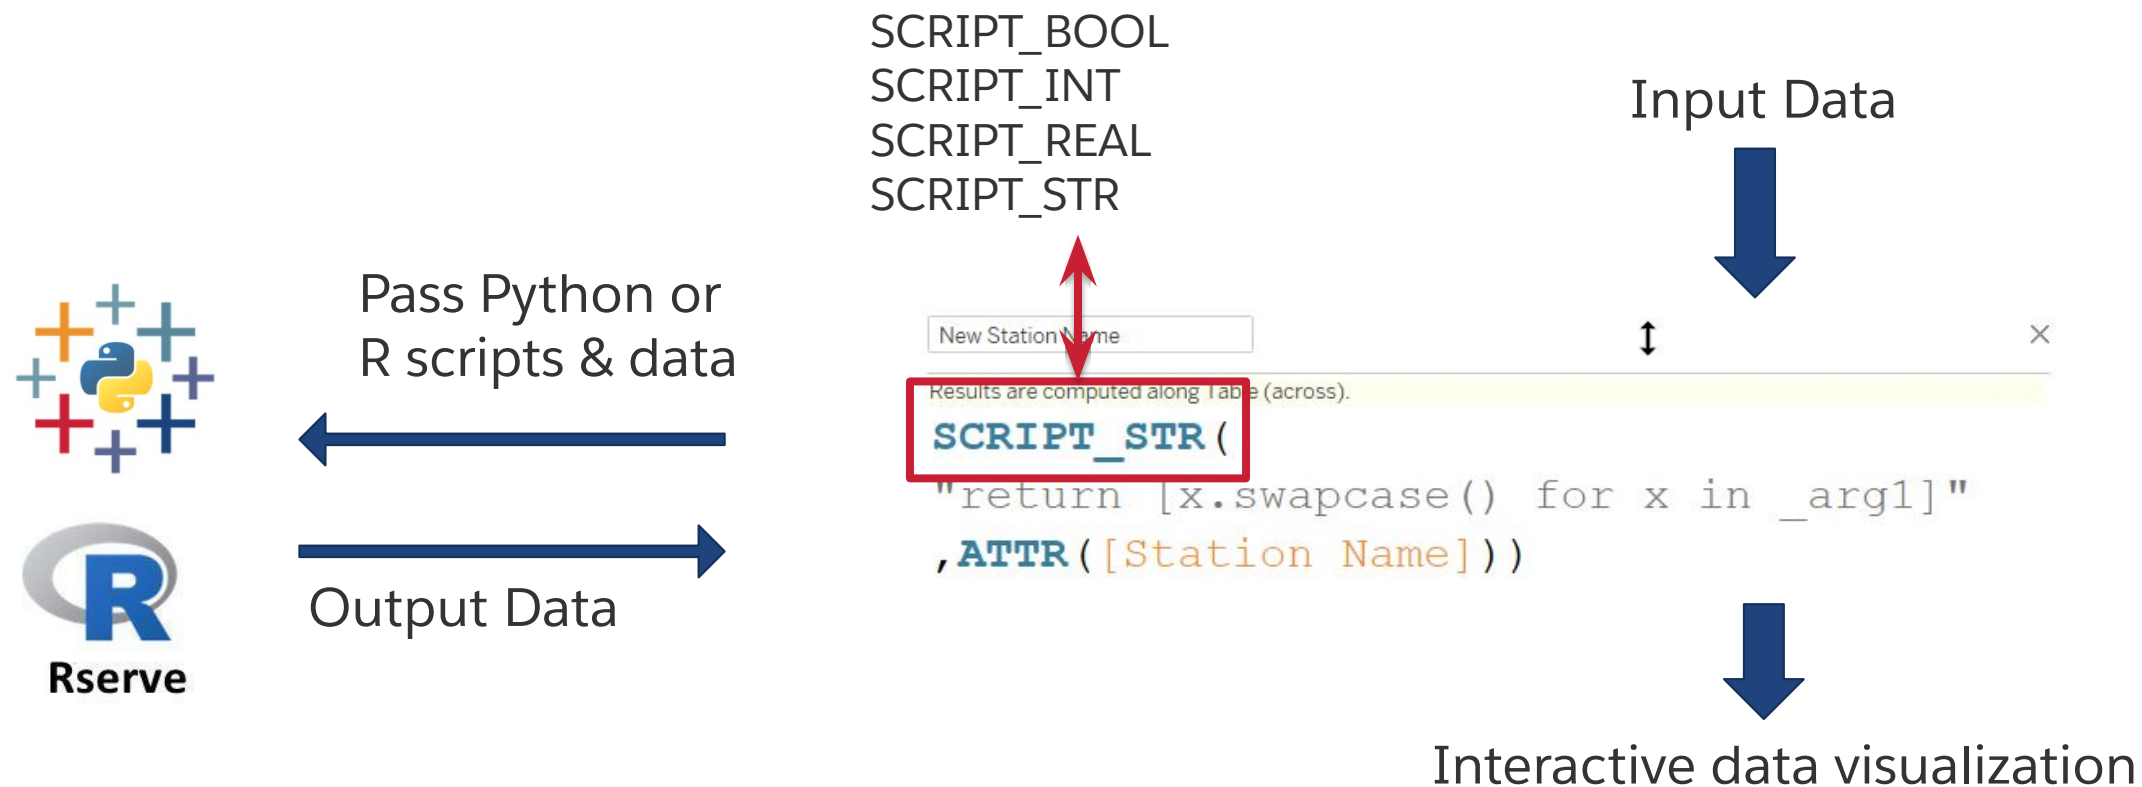 SCRIPT_BOOL
SCRIPT_INT
SCRIPT_REAL
SCRIPT_STR
Input Data
Pass Python or
R scripts & data
New Station Name
Results are computed along Table (across).
SCRIPT_STR(
"return [x.swapcase() for x in _arg1]"
,ATTR([Station Name]))
Output Data
R
Rserve
Interactive data visualization